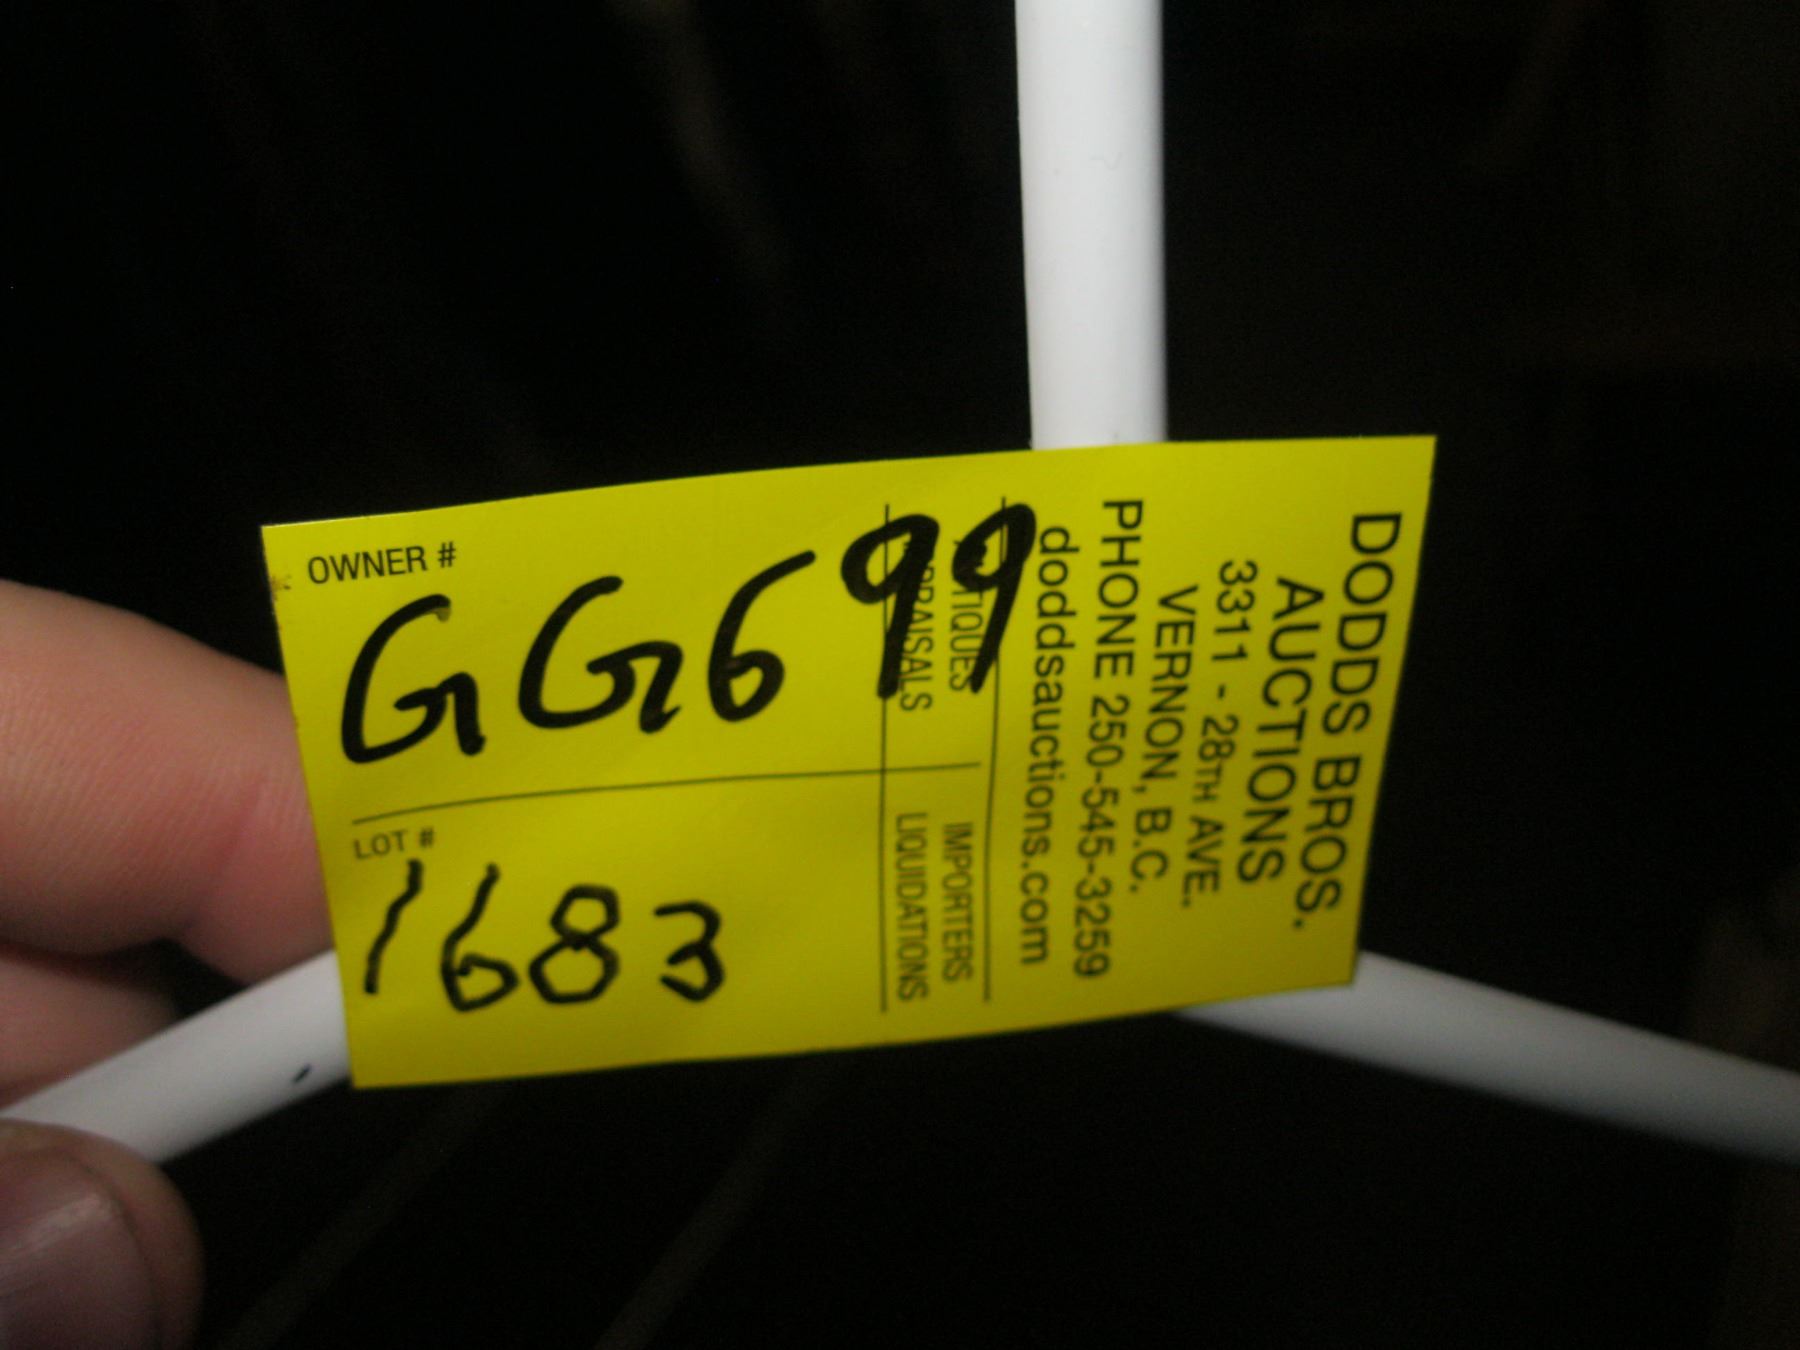 DODDS BROS.
AUCTIONS
3311 - 28TH AVE.
VERNON, B.C.
PHONE 250-545-3259
doddsauctions.com
IMPORTERS
LIQUIDATIONS
OWNER #
GG699
LOT #
1683